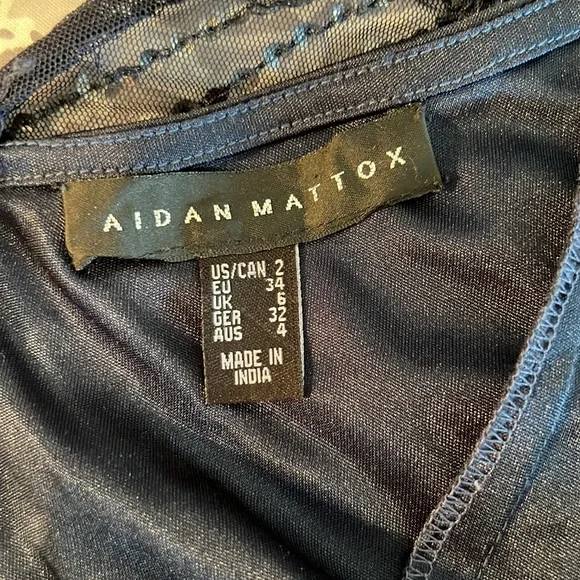 AIDAN MATTOX
US/CAN 2
EU 34
UK 6
GER 32
AUS 4
MADE IN
INDIA